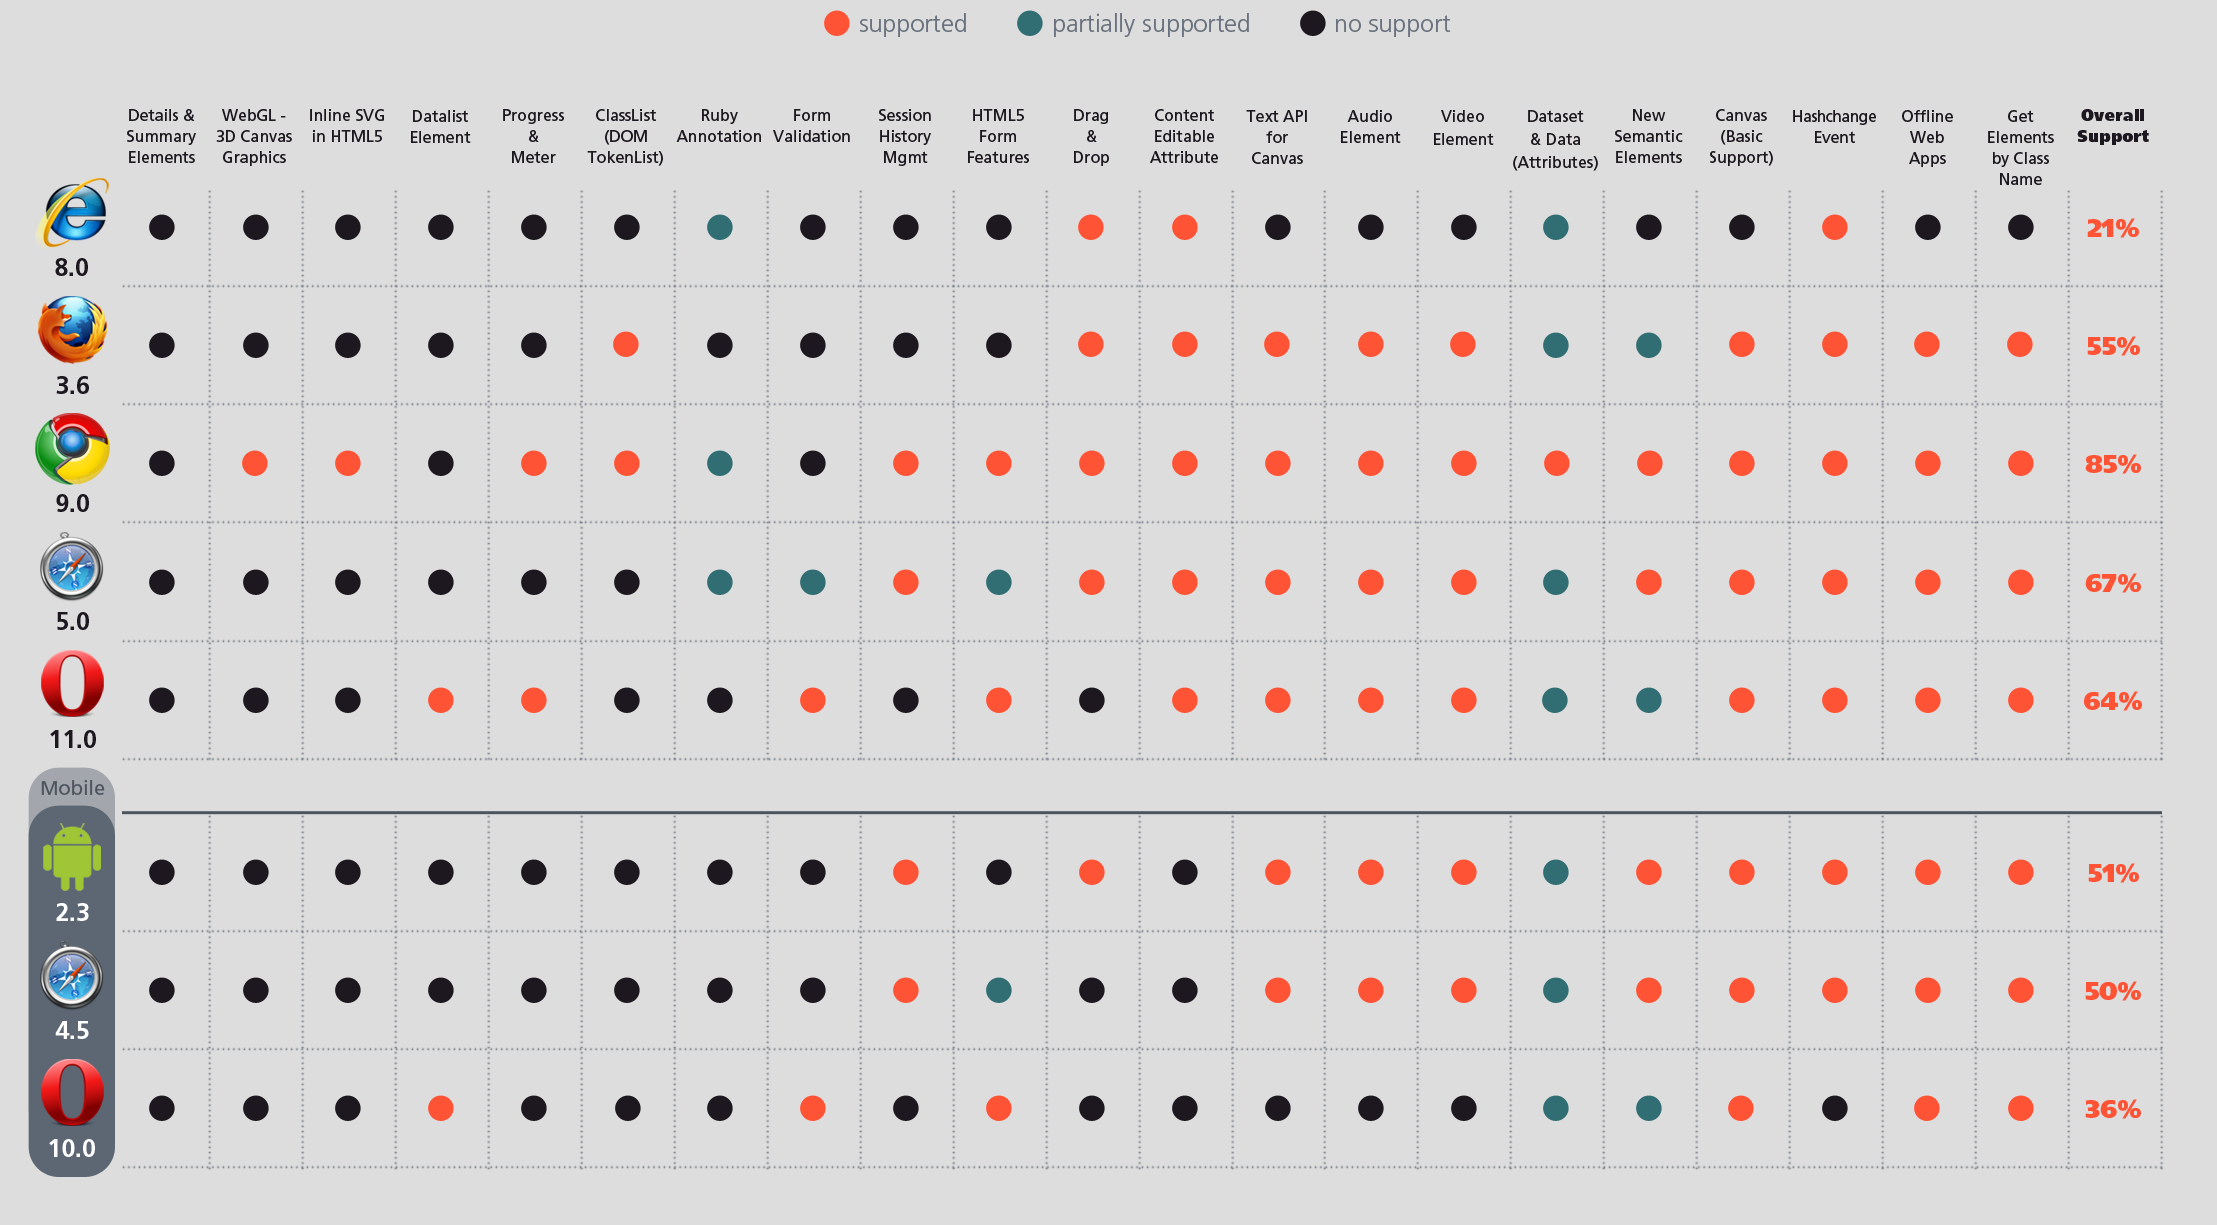 supported partially supported no support
Details & Summary Elements
WebGL - 3D Canvas Graphics
Inline SVG in HTML5
Datalist Element
Progress & Meter
ClassList (DOM TokenList)
Ruby Annotation
Form Validation
Session History Mgmt
HTML5 Form Features
Drag & Drop
Content Editable Attribute
Text API for Canvas
Audio Element
Video Element
Dataset & Data (Attributes)
New Semantic Elements
Canvas (Basic Support)
Hashchange Event
Offline Web Apps
Get Elements by Class Name
Overall Support
8.0 21%
3.6 55%
9.0 85%
5.0 67%
11.0 64%
Mobile
2.3 51%
4.5 50%
10.0 36%